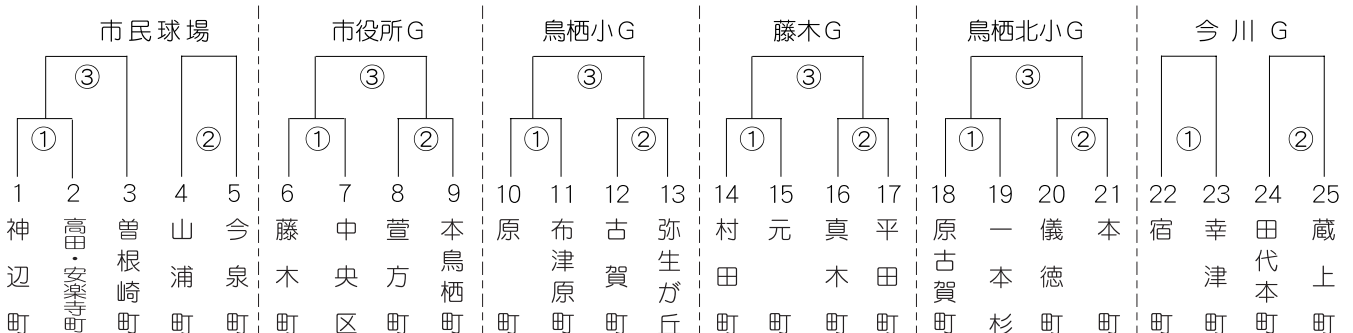 市民球場
市役所G
鳥栖小G
藤木G
鳥栖北小G
今川G
③
③
③
③
③
①
②
①
②
①
②
①
②
①
②
①
②
1
2
3
4
5
6
7
8
9
10
11
12
13
14
15
16
17
18
19
20
21
22
23
24
25
神辺町
高田・安楽寺町
曽根崎町
山浦町
今泉町
藤木町
中央区
萱方町
本鳥栖町
原町
布津原町
古賀町
弥生が丘
村田町
元町
真木町
平田町
原古賀町
一本杉
儀徳町
本町
宿町
幸津町
田代本町
蔵上町